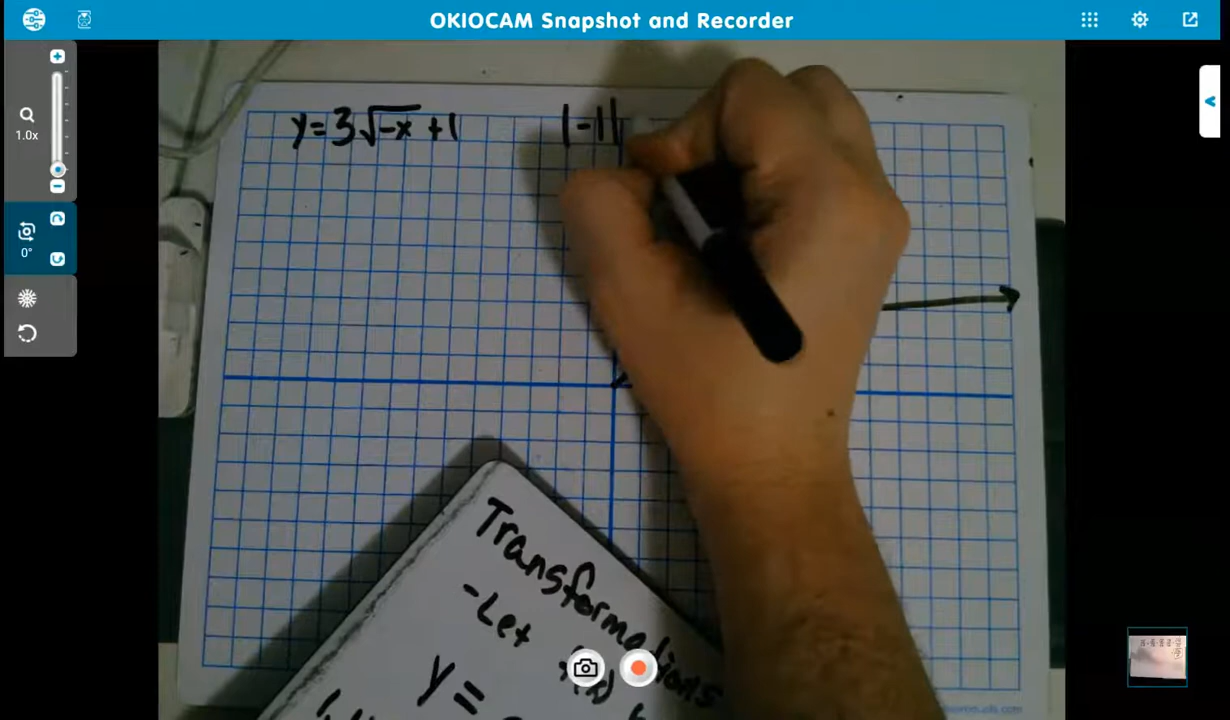 OKIOCAM Snapshot and Recorder
1.0x
0°
y=3√-x +1
|-1|
Transformations
-Let f(x)
y=